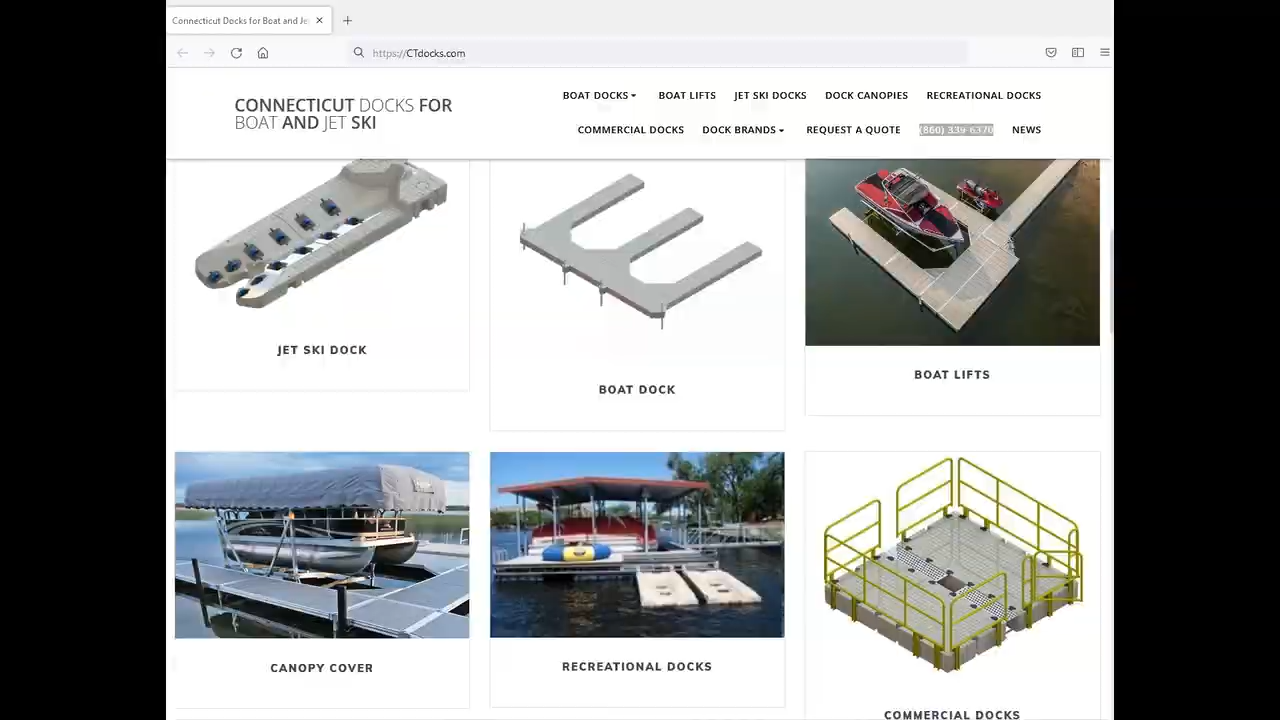 Connecticut Docks for Boat and Je
https://CTdocks.com
CONNECTICUT DOCKS FOR
BOAT AND JET SKI
BOAT DOCKS BOAT LIFTS JET SKI DOCKS DOCK CANOPIES RECREATIONAL DOCKS
COMMERCIAL DOCKS DOCK BRANDS REQUEST A QUOTE (860) 339-6370 NEWS
JET SKI DOCK
BOAT DOCK
BOAT LIFTS
CANOPY COVER
RECREATIONAL DOCKS
COMMERCIAL DOCKS